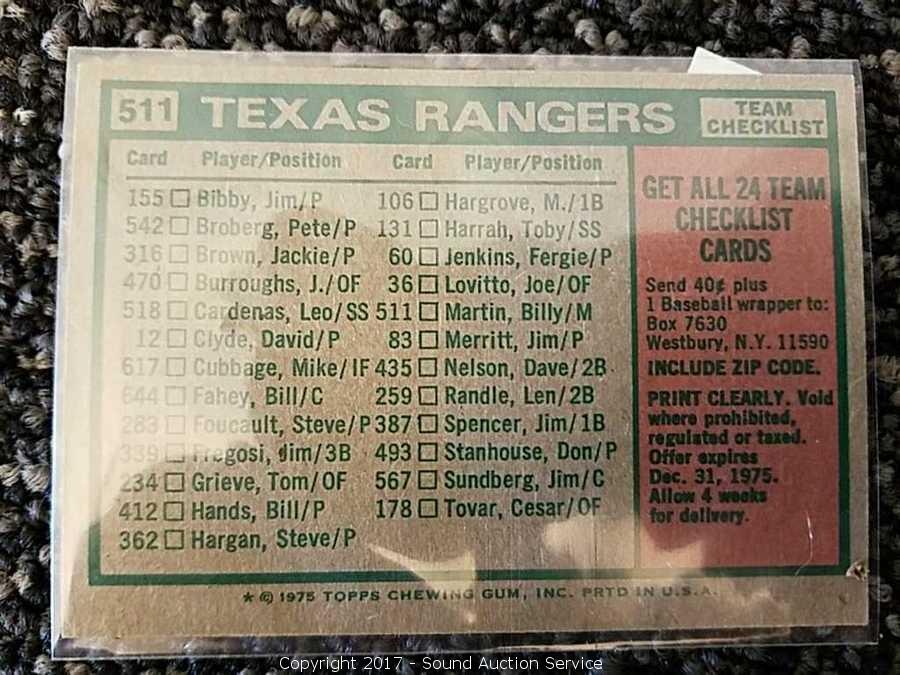 511 TEXAS RANGERS TEAM CHECKLIST
Card Player/Position Card Player/Position
155 Bibby, Jim/P
542 Broberg, Pete/P
316 Brown, Jackie/P
470 Burroughs, J./OF
518 Cardenas, Leo/SS
12 Clyde, David/P
617 Cubbage, Mike/IF
644 Fahey, Bill/C
283 Foucault, Steve/P
339 Fregosi, Jim/3B
234 Grieve, Tom/OF
412 Hands, Bill/P
362 Hargan, Steve/P
106 Hargrove, M./1B
131 Harrah, Toby/SS
60 Jenkins, Fergie/P
36 Lovitto, Joe/OF
511 Martin, Billy/M
83 Merritt, Jim/P
435 Nelson, Dave/2B
259 Randle, Len/2B
387 Spencer, Jim/1B
493 Stanhouse, Don/P
567 Sundberg, Jim/C
178 Tovar, Cesar/OF
GET ALL 24 TEAM
CHECKLIST
CARDS
Send 40¢ plus
1 Baseball wrapper to:
Box 7630
Westbury, N.Y. 11590
INCLUDE ZIP CODE.
PRINT CLEARLY. Void
where prohibited,
regulated or taxed.
Offer expires
Dec. 31, 1975.
Allow 4 weeks
for delivery.
* © 1975 TOPPS CHEWING GUM, INC. PRTD IN U.S.A.
Copyright 2017 - Sound Auction Service